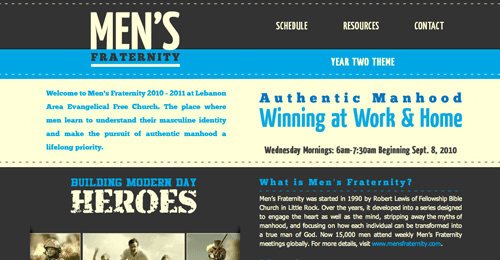 MEN'S
FRATERNITY
SCHEDULE RESOURCES CONTACT
YEAR TWO THEME
Welcome to Men's Fraternity 2010 - 2011 at Lebanon
Area Evangelical Free Church. The place where
men learn to understand their masculine identity
and make the pursuit of authentic manhood a
lifelong priority.
Authentic Manhood
Winning at Work & Home
Wednesday Mornings: 6am-7:30am Beginning Sept. 8, 2010
BUILDING MODERN DAY
HEROES
What is Men's Fraternity?
Men's Fraternity was started in 1990 by Robert Lewis of Fellowship Bible
Church in Little Rock. Over the years, it developed into a series designed
to engage the heart as well as the mind, stripping away the myths of
manhood, and focusing on how each individual can be transformed into
a true man of God. Now 15,000 men attend weekly Men's Fraternity
meetings globally. For more details, visit www.mensfraternity.com.